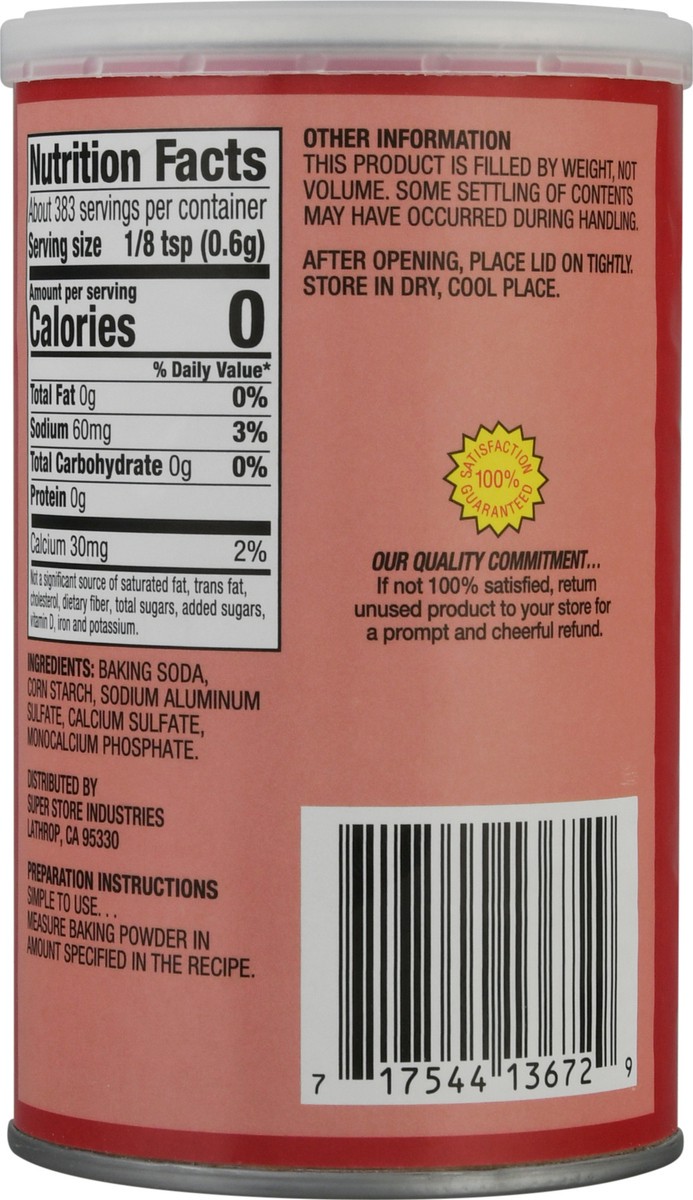 Nutrition Facts
About 383 servings per container
Serving size 1/8 tsp (0.6g)
Amount per serving
Calories 0
% Daily Value*
Total Fat 0g 0%
Sodium 60mg 3%
Total Carbohydrate 0g 0%
Protein 0g
Calcium 30mg 2%
Not a significant source of saturated fat, trans fat,
cholesterol, dietary fiber, total sugars, added sugars,
vitamin D, iron and potassium.
INGREDIENTS: BAKING SODA,
CORN STARCH, SODIUM ALUMINUM
SULFATE, CALCIUM SULFATE,
MONOCALCIUM PHOSPHATE.
DISTRIBUTED BY
SUPER STORE INDUSTRIES
LATHROP, CA 95330
PREPARATION INSTRUCTIONS
SIMPLE TO USE...
MEASURE BAKING POWDER IN
AMOUNT SPECIFIED IN THE RECIPE.
OTHER INFORMATION
THIS PRODUCT IS FILLED BY WEIGHT, NOT
VOLUME. SOME SETTLING OF CONTENTS
MAY HAVE OCCURRED DURING HANDLING.
AFTER OPENING, PLACE LID ON TIGHTLY.
STORE IN DRY, COOL PLACE.
SATISFACTION
100%
GUARANTEED
OUR QUALITY COMMITMENT...
If not 100% satisfied, return
unused product to your store for
a prompt and cheerful refund.
7 17544 13672 9